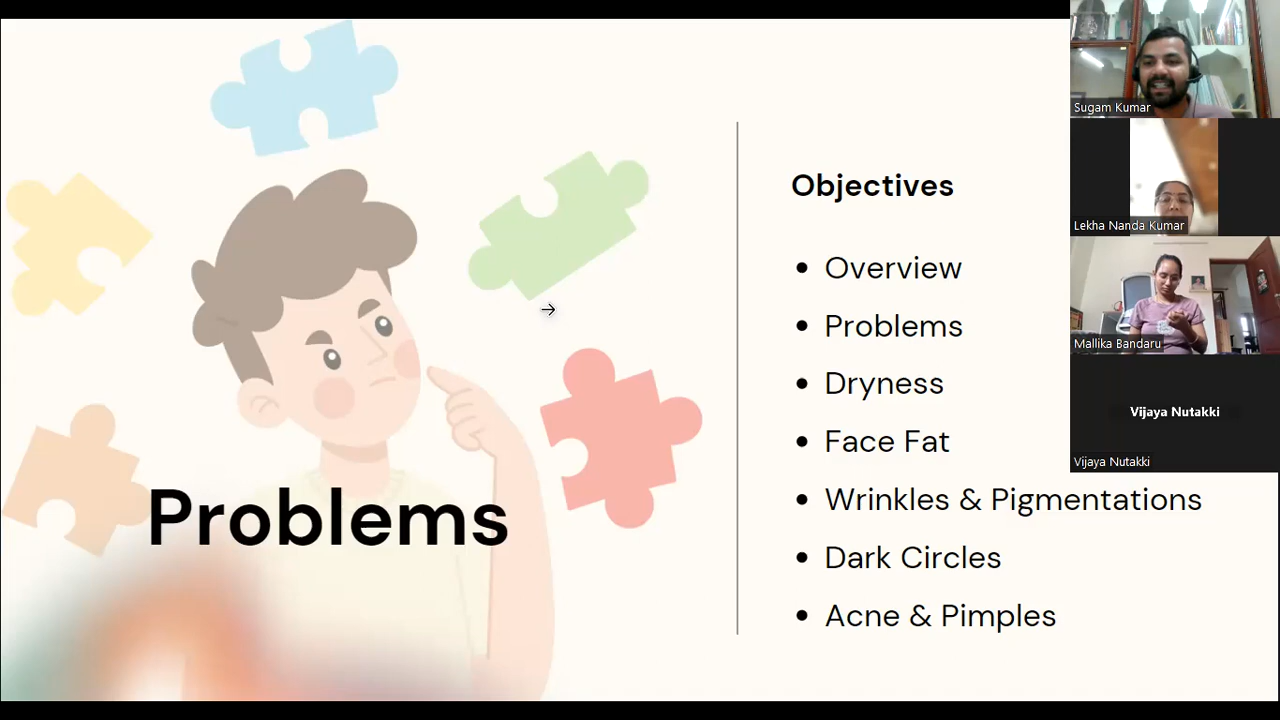 Problems
Objectives
Overview
Problems
Dryness
Face Fat
Wrinkles & Pigmentations
Dark Circles
Acne & Pimples
Sugam Kumar
Lekha Nanda Kumar
Mallika Bandaru
Vijaya Nutakki
Vijaya Nutakki